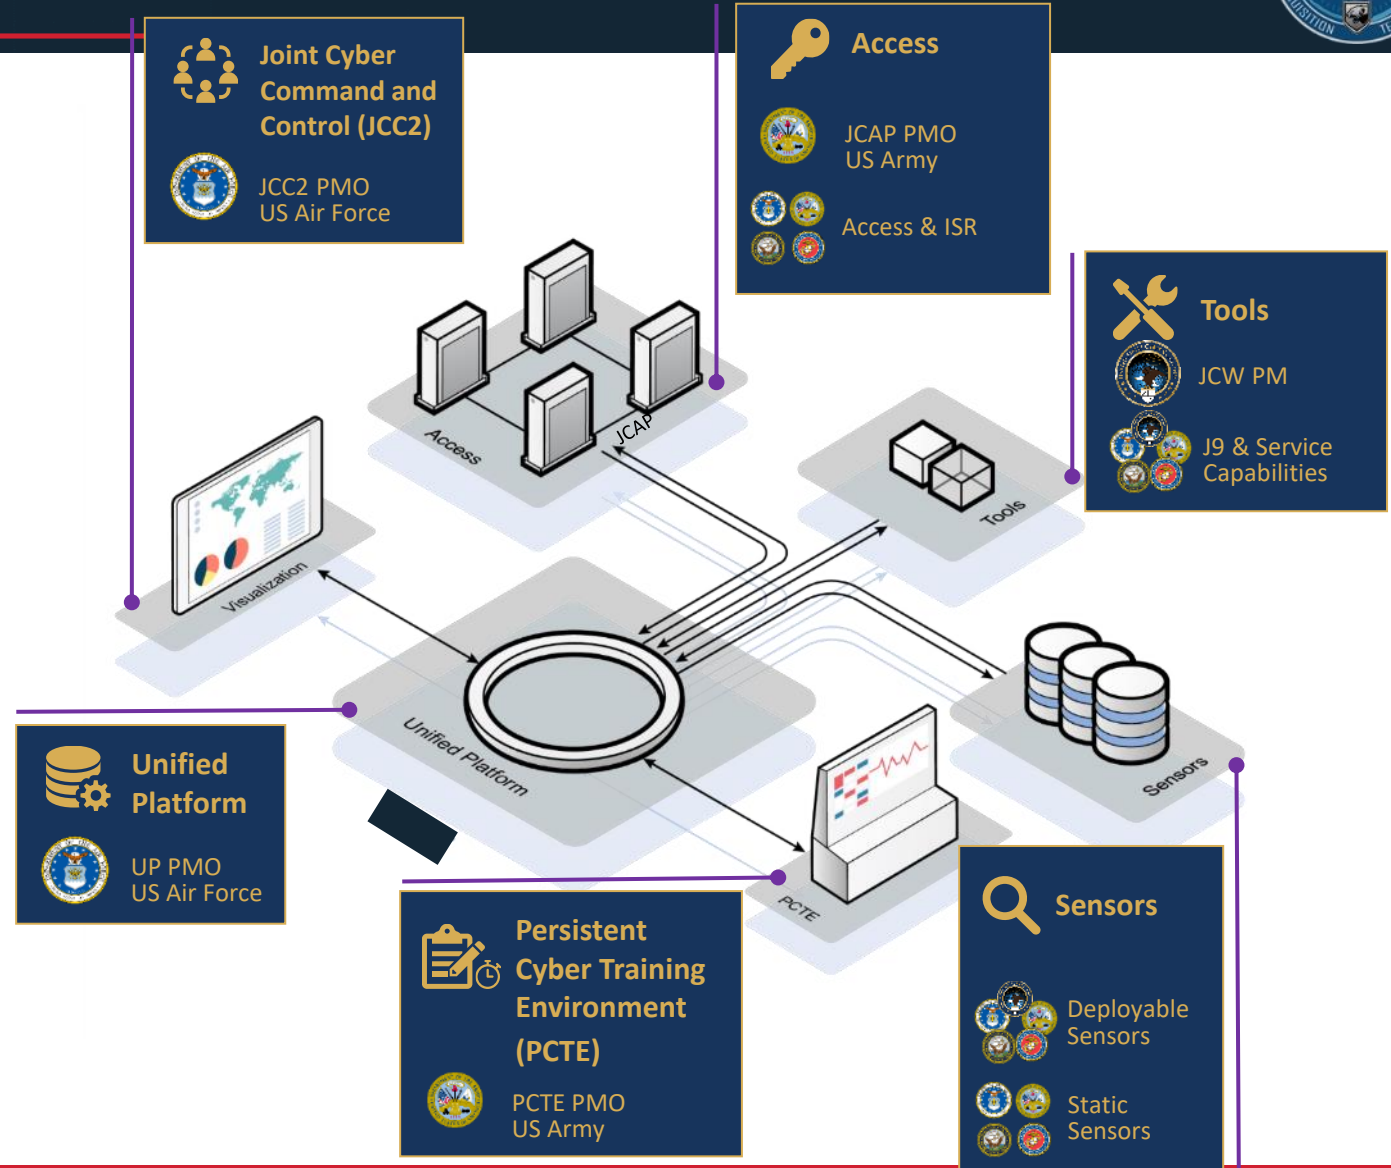 QUISITION
TE
Joint Cyber
Command and
Control (JCC2)
JCC2 PMO
US Air Force
Access
JCAP PMO
US Army
Access & ISR
Tools
JCW PM
J9 & Service
Capabilities
Access
JCAP
Tools
Visualization
Unified Platform
Sensors
PCTE
Unified
Platform
UP PMO
US Air Force
Persistent
Cyber Training
Environment
(PCTE)
PCTE PMO
US Army
Sensors
Deployable
Sensors
Static
Sensors